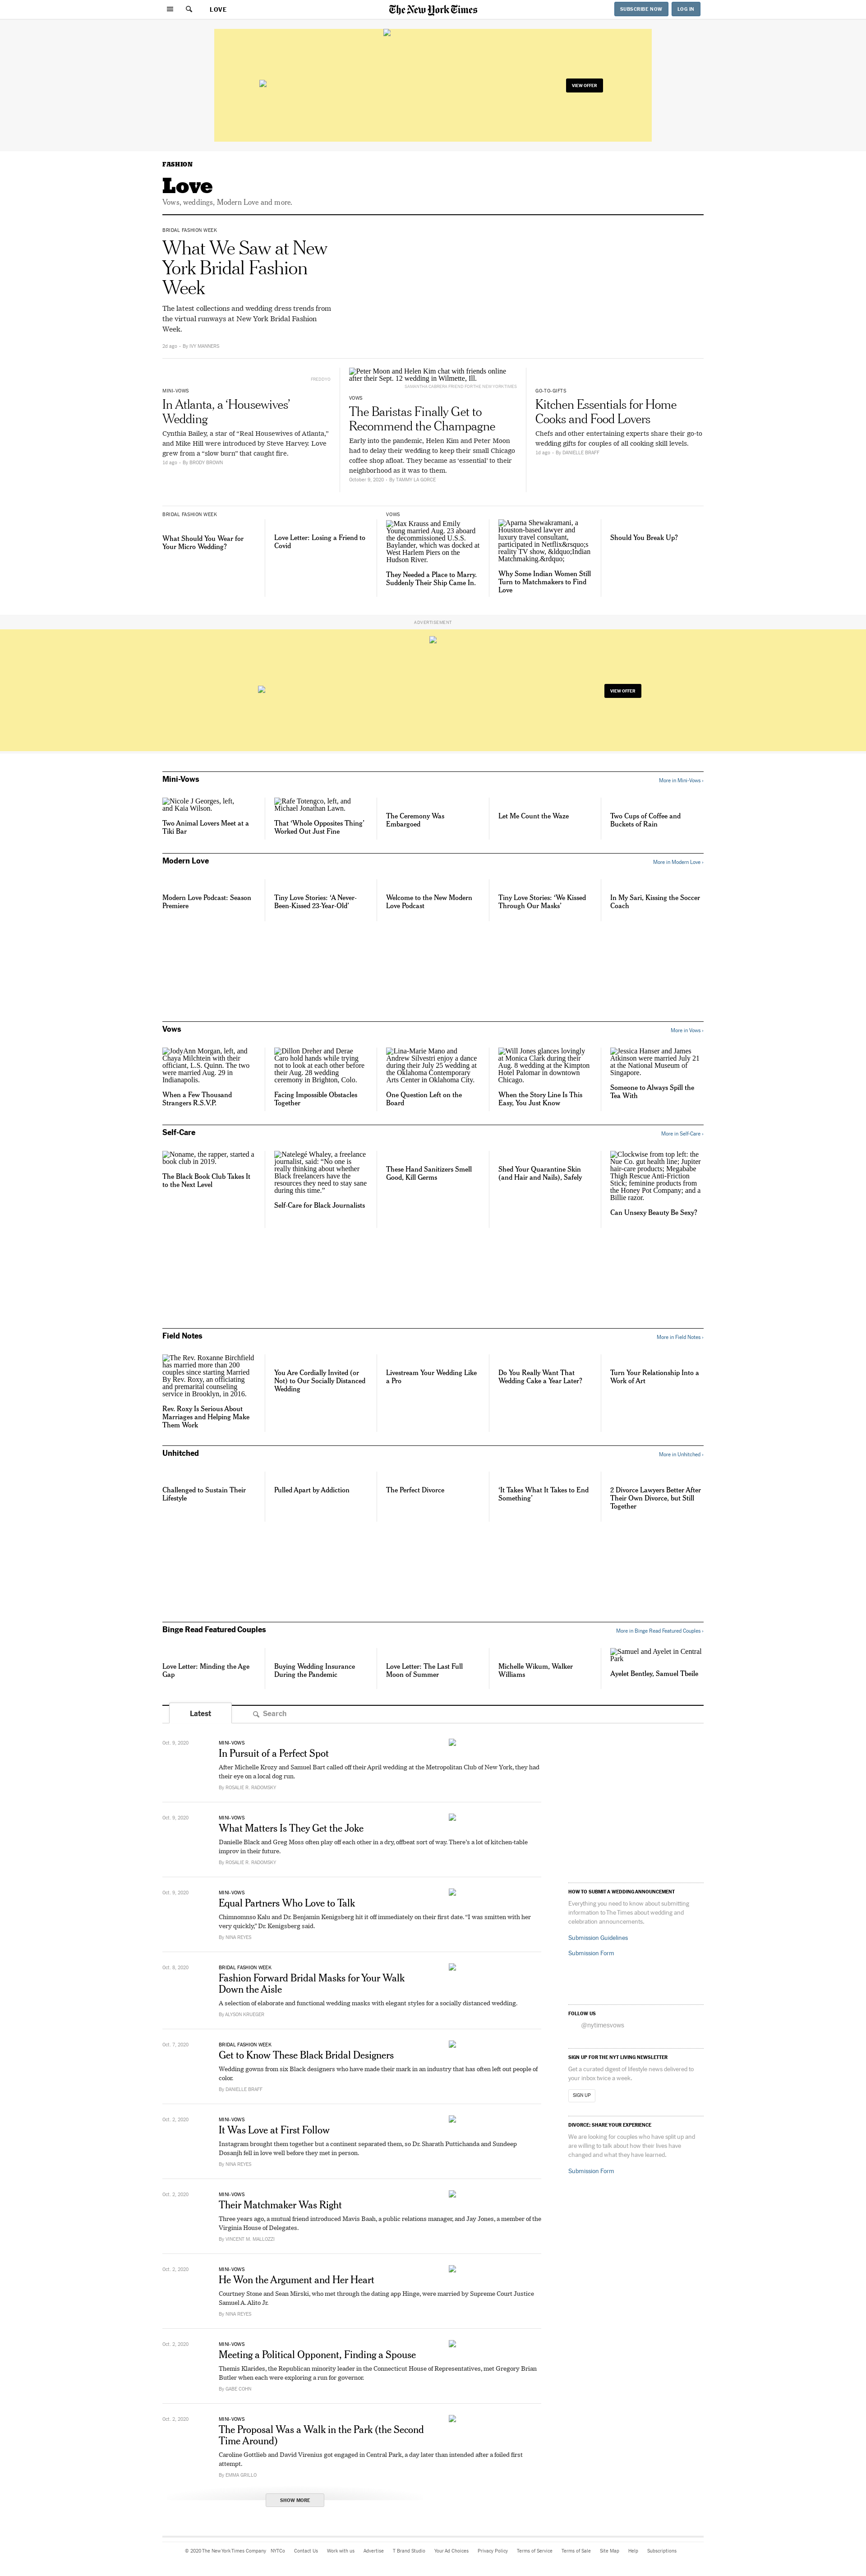 LOVE
The New York Times
SUBSCRIBE NOW
LOG IN
VIEW OFFER
FASHION
Love
Vows, weddings, Modern Love and more.
BRIDAL FASHION WEEK
What We Saw at New
York Bridal Fashion
Week
The latest collections and wedding dress trends from
the virtual runways at New York Bridal Fashion
Week.
2d ago · By IVY MANNERS
MINI-VOWS
In Atlanta, a ‘Housewives’
Wedding
Cynthia Bailey, a star of “Real Housewives of Atlanta,”
and Mike Hill were introduced by Steve Harvey. Love
grew from a “slow burn” that caught fire.
1d ago · By BRODY BROWN
Peter Moon and Helen Kim chat with friends online
after their Sept. 12 wedding in Wilmette, Ill.
VOWS
The Baristas Finally Get to
Recommend the Champagne
Early into the pandemic, Helen Kim and Peter Moon
had to delay their wedding to keep their small Chicago
coffee shop afloat. They became as ‘essential’ to their
neighborhood as it was to them.
October 9, 2020 · By TAMMY LA GORCE
GO-TO-GIFTS
Kitchen Essentials for Home
Cooks and Food Lovers
Chefs and other entertaining experts share their go-to
wedding gifts for couples of all cooking skill levels.
1d ago · By DANIELLE BRAFF
BRIDAL FASHION WEEK
What Should You Wear for
Your Micro Wedding?
Love Letter: Losing a Friend to
Covid
VOWS
Max Krauss and Emily
Young married Aug. 23 aboard
the decommissioned U.S.S.
Baylander, which was docked at
West Harlem Piers on the
Hudson River.
They Needed a Place to Marry.
Suddenly Their Ship Came In.
Aparna Shewakramani, a
Houston-based lawyer and
luxury travel consultant,
participated in Netflix&rsquo;s
reality TV show, &ldquo;Indian
Matchmaking.&rdquo;
Why Some Indian Women Still
Turn to Matchmakers to Find
Love
Should You Break Up?
ADVERTISEMENT
VIEW OFFER
Mini-Vows
More in Mini-Vows ›
Nicole J Georges, left,
and Kaia Wilson.
Two Animal Lovers Meet at a
Tiki Bar
Rafe Totengco, left, and
Michael Jonathan Lawn.
That ‘Whole Opposites Thing’
Worked Out Just Fine
The Ceremony Was
Embargoed
Let Me Count the Waze
Two Cups of Coffee and
Buckets of Rain
Modern Love
More in Modern Love ›
Modern Love Podcast: Season
Premiere
Tiny Love Stories: ‘A Never-
Been-Kissed 23-Year-Old’
Welcome to the New Modern
Love Podcast
Tiny Love Stories: ‘We Kissed
Through Our Masks’
In My Sari, Kissing the Soccer
Coach
Vows
More in Vows ›
JodyAnn Morgan, left, and
Chaya Milchtein with their
officiant, L.S. Quinn. The two
were married Aug. 29 in
Indianapolis.
When a Few Thousand
Strangers R.S.V.P.
Dillon Dreher and Derae
Caro hold hands while trying
not to look at each other before
their Aug. 28 wedding
ceremony in Brighton, Colo.
Facing Impossible Obstacles
Together
Lina-Marie Mano and
Andrew Silvestri enjoy a dance
during their July 25 wedding at
the Oklahoma Contemporary
Arts Center in Oklahoma City.
One Question Left on the
Board
Will Jones glances lovingly
at Monica Clark during their
Aug. 8 wedding at the Kimpton
Hotel Palomar in downtown
Chicago.
When the Story Line Is This
Easy, You Just Know
Jessica Hanser and James
Atkinson were married July 21
at the National Museum of
Singapore.
Someone to Always Spill the
Tea With
Self-Care
More in Self-Care ›
Noname, the rapper, started a
book club in 2019.
The Black Book Club Takes It
to the Next Level
Natelegé Whaley, a freelance
journalist, said: “No one is
really thinking about whether
Black freelancers have the
resources they need to stay sane
during this time.”
Self-Care for Black Journalists
These Hand Sanitizers Smell
Good, Kill Germs
Shed Your Quarantine Skin
(and Hair and Nails), Safely
Clockwise from top left: the
Nue Co. gut health line; Jupiter
hair-care products; Megababe
Thigh Rescue Anti-Friction
Stick; feminine products from
the Honey Pot Company; and a
Billie razor.
Can Unsexy Beauty Be Sexy?
Field Notes
More in Field Notes ›
The Rev. Roxanne Birchfield
has married more than 200
couples since starting Married
By Rev. Roxy, an officiating
and premarital counseling
service in Brooklyn, in 2016.
Rev. Roxy Is Serious About
Marriages and Helping Make
Them Work
You Are Cordially Invited (or
Not) to Our Socially Distanced
Wedding
Livestream Your Wedding Like
a Pro
Do You Really Want That
Wedding Cake a Year Later?
Turn Your Relationship Into a
Work of Art
Unhitched
More in Unhitched ›
Challenged to Sustain Their
Lifestyle
Pulled Apart by Addiction
The Perfect Divorce
‘It Takes What It Takes to End
Something’
2 Divorce Lawyers Better After
Their Own Divorce, but Still
Together
Binge Read Featured Couples
More in Binge Read Featured Couples ›
Love Letter: Minding the Age
Gap
Buying Wedding Insurance
During the Pandemic
Love Letter: The Last Full
Moon of Summer
Michelle Wikum, Walker
Williams
Samuel and Ayelet in Central
Park
Ayelet Bentley, Samuel Tbeile
Latest
Search
Oct. 9, 2020
MINI-VOWS
In Pursuit of a Perfect Spot
After Michelle Krozy and Samuel Bart called off their April wedding at the Metropolitan Club of New York, they had
their eye on a local dog run.
By ROSALIE R. RADOMSKY
Oct. 9, 2020
MINI-VOWS
What Matters Is They Get the Joke
Danielle Black and Greg Moss often play off each other in a dry, offbeat sort of way. There’s a lot of kitchen-table
improv in their future.
By ROSALIE R. RADOMSKY
Oct. 9, 2020
MINI-VOWS
Equal Partners Who Love to Talk
Chinomnso Kalu and Dr. Benjamin Kenigsberg hit it off immediately on their first date. “I was smitten with her
very quickly,” Dr. Kenigsberg said.
By NINA REYES
Oct. 8, 2020
BRIDAL FASHION WEEK
Fashion Forward Bridal Masks for Your Walk
Down the Aisle
A selection of elaborate and functional wedding masks with elegant styles for a socially distanced wedding.
By ALYSON KRUEGER
Oct. 7, 2020
BRIDAL FASHION WEEK
Get to Know These Black Bridal Designers
Wedding gowns from six Black designers who have made their mark in an industry that has often left out people of
color.
By DANIELLE BRAFF
Oct. 2, 2020
MINI-VOWS
It Was Love at First Follow
Instagram brought them together but a continent separated them, so Dr. Sharath Puttichanda and Sundeep
Dosanjh fell in love well before they met in person.
By NINA REYES
Oct. 2, 2020
MINI-VOWS
Their Matchmaker Was Right
Three years ago, a mutual friend introduced Mavis Baah, a public relations manager, and Jay Jones, a member of the
Virginia House of Delegates.
By VINCENT M. MALLOZZI
Oct. 2, 2020
MINI-VOWS
He Won the Argument and Her Heart
Courtney Stone and Sean Mirski, who met through the dating app Hinge, were married by Supreme Court Justice
Samuel A. Alito Jr.
By NINA REYES
Oct. 2, 2020
MINI-VOWS
Meeting a Political Opponent, Finding a Spouse
Themis Klarides, the Republican minority leader in the Connecticut House of Representatives, met Gregory Brian
Butler when each were exploring a run for governor.
By GABE COHN
Oct. 2, 2020
MINI-VOWS
The Proposal Was a Walk in the Park (the Second
Time Around)
Caroline Gottlieb and David Virenius got engaged in Central Park, a day later than intended after a foiled first
attempt.
By EMMA GRILLO
SHOW MORE
HOW TO SUBMIT A WEDDING ANNOUNCEMENT
Everything you need to know about submitting
information to The Times about wedding and
celebration announcements.
Submission Guidelines
Submission Form
FOLLOW US
@nytimesvows
SIGN UP FOR THE NYT LIVING NEWSLETTER
Get a curated digest of lifestyle news delivered to
your inbox twice a week.
SIGN UP
DIVORCE: SHARE YOUR EXPERIENCE
We are looking for couples who have split up and
are willing to talk about how their lives have
changed and what they have learned.
Submission Form
© 2020 The New York Times Company NYTCo Contact Us Work with us Advertise T Brand Studio Your Ad Choices Privacy Policy Terms of Service Terms of Sale Site Map Help Subscriptions